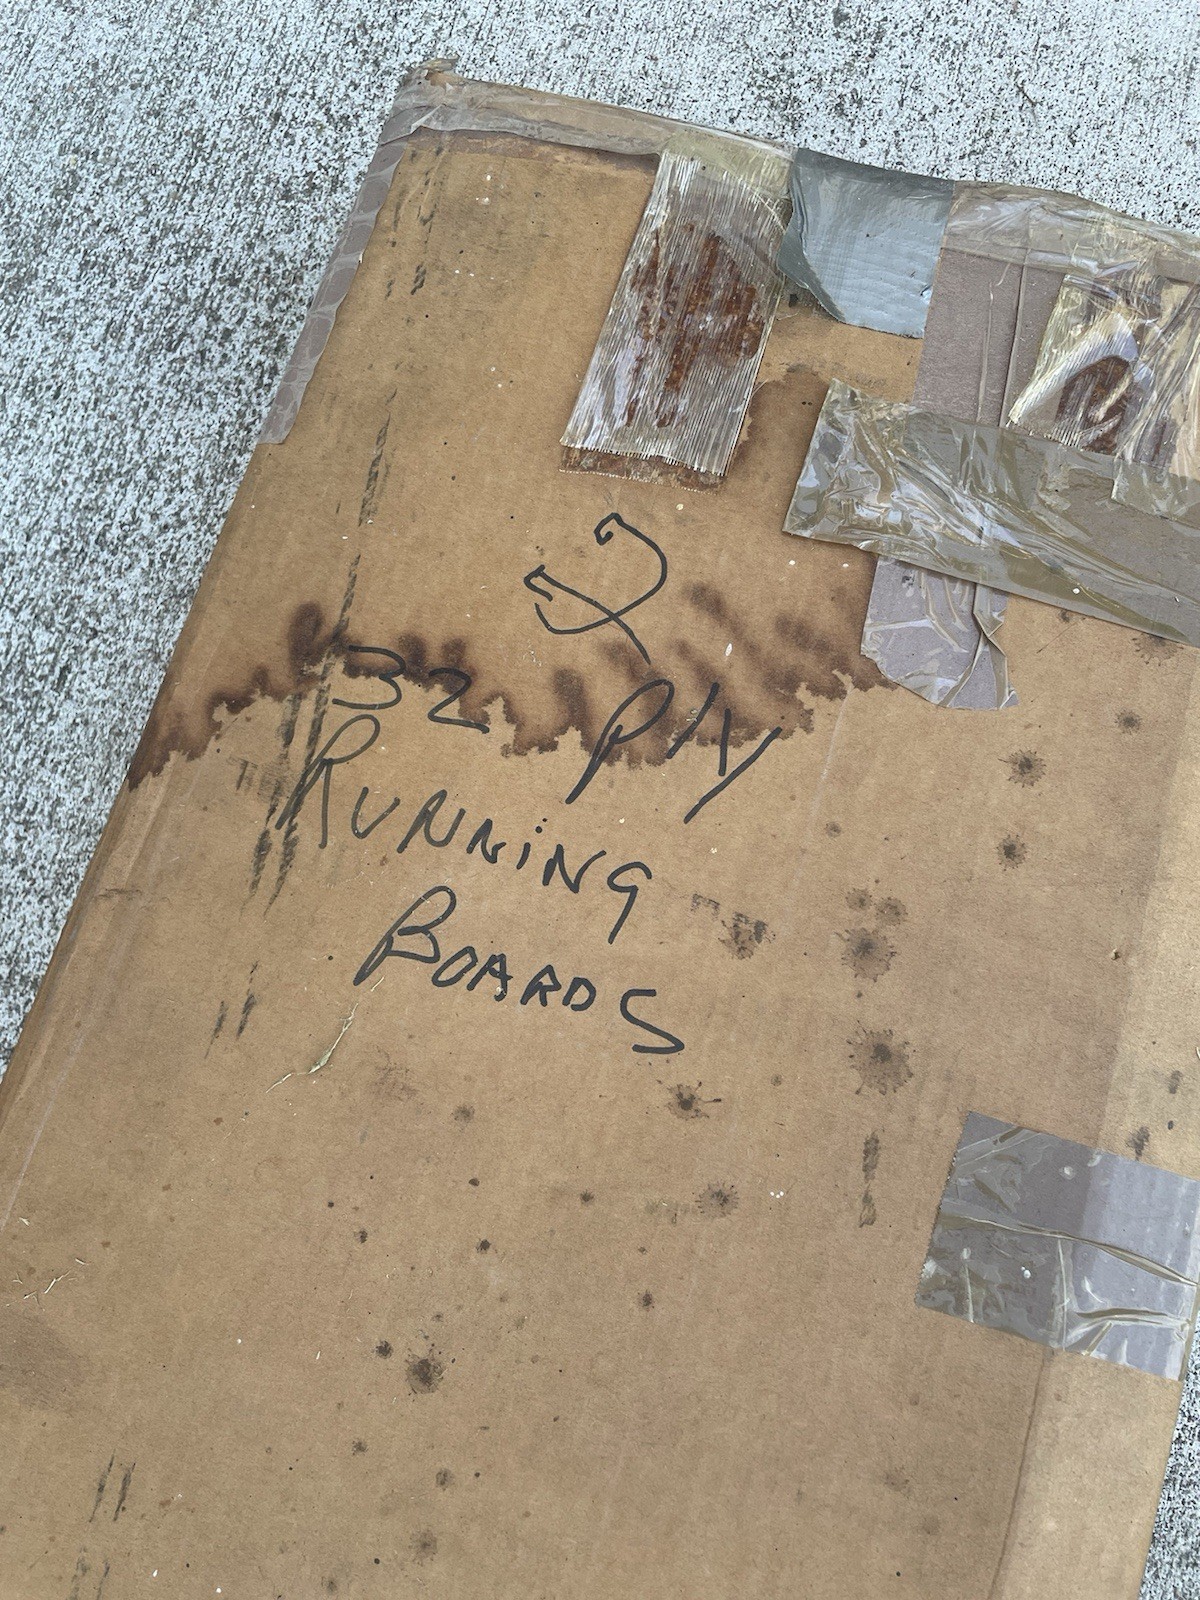 2
32 Ply
RUNNiNG
BOARDS